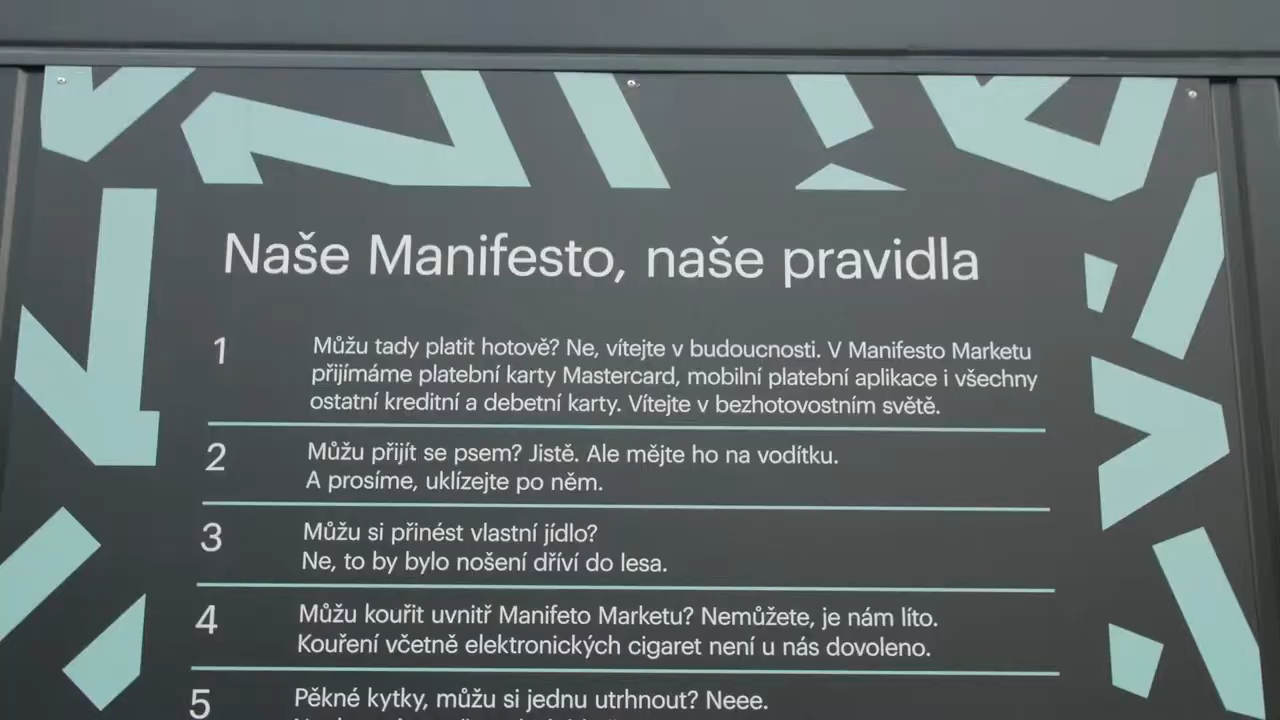 Naše Manifesto, naše pravidla
1 Můžu tady platit hotově? Ne, vítejte v budoucnosti. V Manifesto Marketu
přijímáme platební karty Mastercard, mobilní platební aplikace i všechny
ostatní kreditní a debetní karty. Vítejte v bezhotovostním světě.
2 Můžu přijít se psem? Jistě. Ale mějte ho na vodítku.
A prosíme, uklízejte po něm.
3 Můžu si přinést vlastní jídlo?
Ne, to by bylo nošení dříví do lesa.
4 Můžu kouřit uvnitř Manifeto Marketu? Nemůžete, je nám líto.
Kouření včetně elektronických cigaret není u nás dovoleno.
5 Pěkné kytky, můžu si jednu utrhnout? Neee.